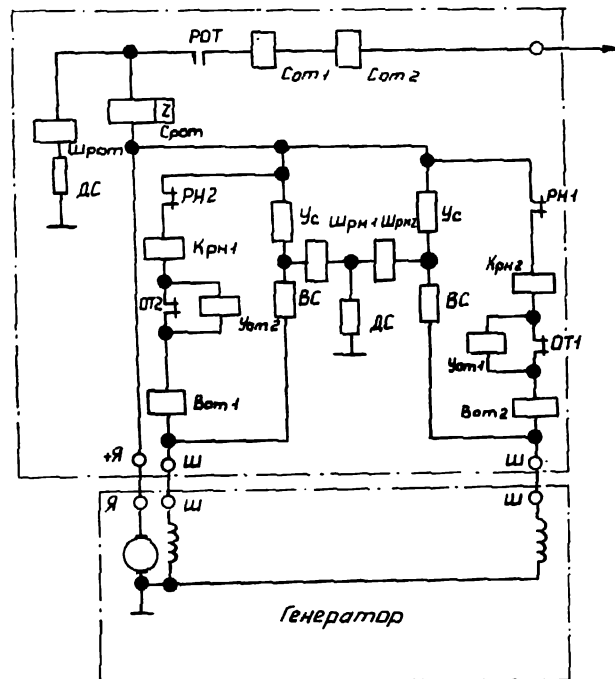 РОТ
Сот1
Сот2
Z
Срот
Шрот
ДС
РН2
Ус
Шрн1
Шрн2
Ус
РН1
Крн1
Крн2
ОТ2
Уот2
ВС
ДС
ВС
Уот1
ОТ1
Вот1
Вот2
+Я
Ш
Ш
Я
Ш
Ш
Генератор